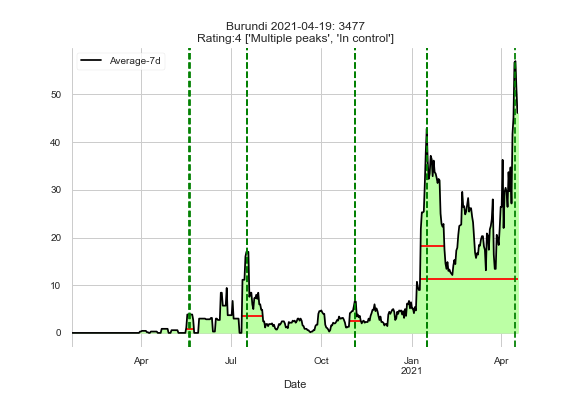 Burundi 2021-04-19: 3477
Rating:4 ['Multiple peaks', 'In control']
Average-7d
50
40
30
20
10
0
Apr
Jul
Oct
Jan
2021
Apr
Date